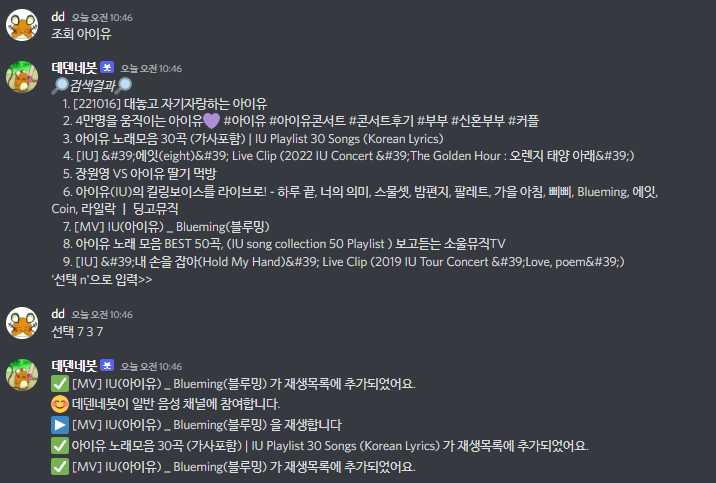 dd 오늘 오전 10:46
조회 아이유
데덴네봇 봇 오늘 오전 10:46
🔎검색결과🔎
1. [221016] 대놓고 자기자랑하는 아이유
2. 4만명을 움직이는 아이유💜 #아이유 #아이유콘서트 #콘서트후기 #부부 #신혼부부 #커플
3. 아이유 노래모음 30곡 (가사포함) | IU Playlist 30 Songs (Korean Lyrics)
4. [IU] &#39;에잇(eight)&#39; Live Clip (2022 IU Concert &#39;The Golden Hour : 오렌지 태양 아래&#39;)
5. 장원영 VS 아이유 딸기 먹방
6. 아이유(IU)의 킬링보이스를 라이브로! - 하루 끝, 너의 의미, 스물셋, 밤편지, 팔레트, 가을 아침, 삐삐, Blueming, 에잇,
Coin, 라일락 ㅣ 딩고뮤직
7. [MV] IU(아이유) _ Blueming(블루밍)
8. 아이유 노래 모음 BEST 50곡, (IU song collection 50 Playlist ) 보고듣는 소울뮤직TV
9. [IU] &#39;내 손을 잡아(Hold My Hand)&#39; Live Clip (2019 IU Tour Concert &#39;Love, poem&#39;)
'선택 n'으로 입력>>
dd 오늘 오전 10:46
선택 7 3 7
데덴네봇 봇 오늘 오전 10:46
✅ [MV] IU(아이유) _ Blueming(블루밍) 가 재생목록에 추가되었어요.
😊 데덴네봇이 일반 음성 채널에 참여합니다.
▶️ [MV] IU(아이유) _ Blueming(블루밍) 을 재생합니다
✅ 아이유 노래모음 30곡 (가사포함) | IU Playlist 30 Songs (Korean Lyrics) 가 재생목록에 추가되었어요.
✅ [MV] IU(아이유) _ Blueming(블루밍) 가 재생목록에 추가되었어요.